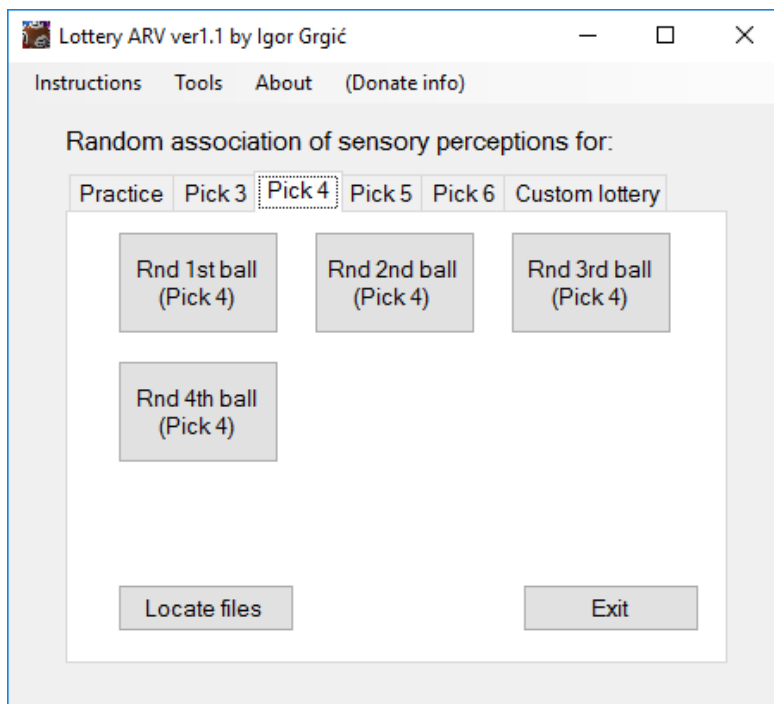 Lottery ARV ver1.1 by Igor Grgić
Instructions Tools About (Donate info)
Random association of sensory perceptions for:
Practice Pick 3 Pick 4 Pick 5 Pick 6 Custom lottery
Rnd 1st ball Rnd 2nd ball Rnd 3rd ball
(Pick 4) (Pick 4) (Pick 4)
Rnd 4th ball
(Pick 4)
Locate files Exit